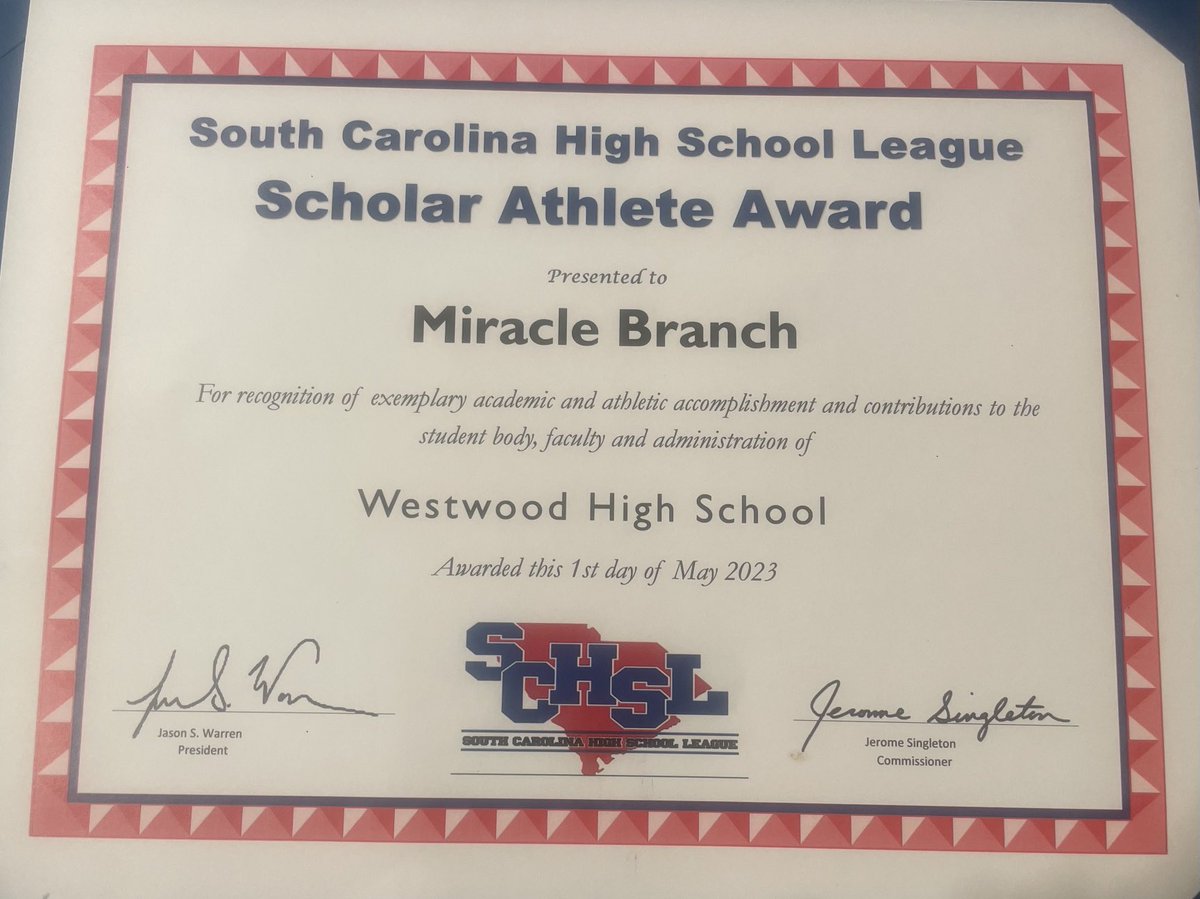 South Carolina High School League
Scholar Athlete Award
Presented to
Miracle Branch
For recognition of exemplary academic and athletic accomplishment and contributions to the
student body, faculty and administration of
Westwood High School
Awarded this 1st day of May 2023
SCHSL
SOUTH CAROLINA HIGH SCHOOL LEAGUE
Jason S. Warren
President
Jerome Singleton
Jerome Singleton
Commissioner